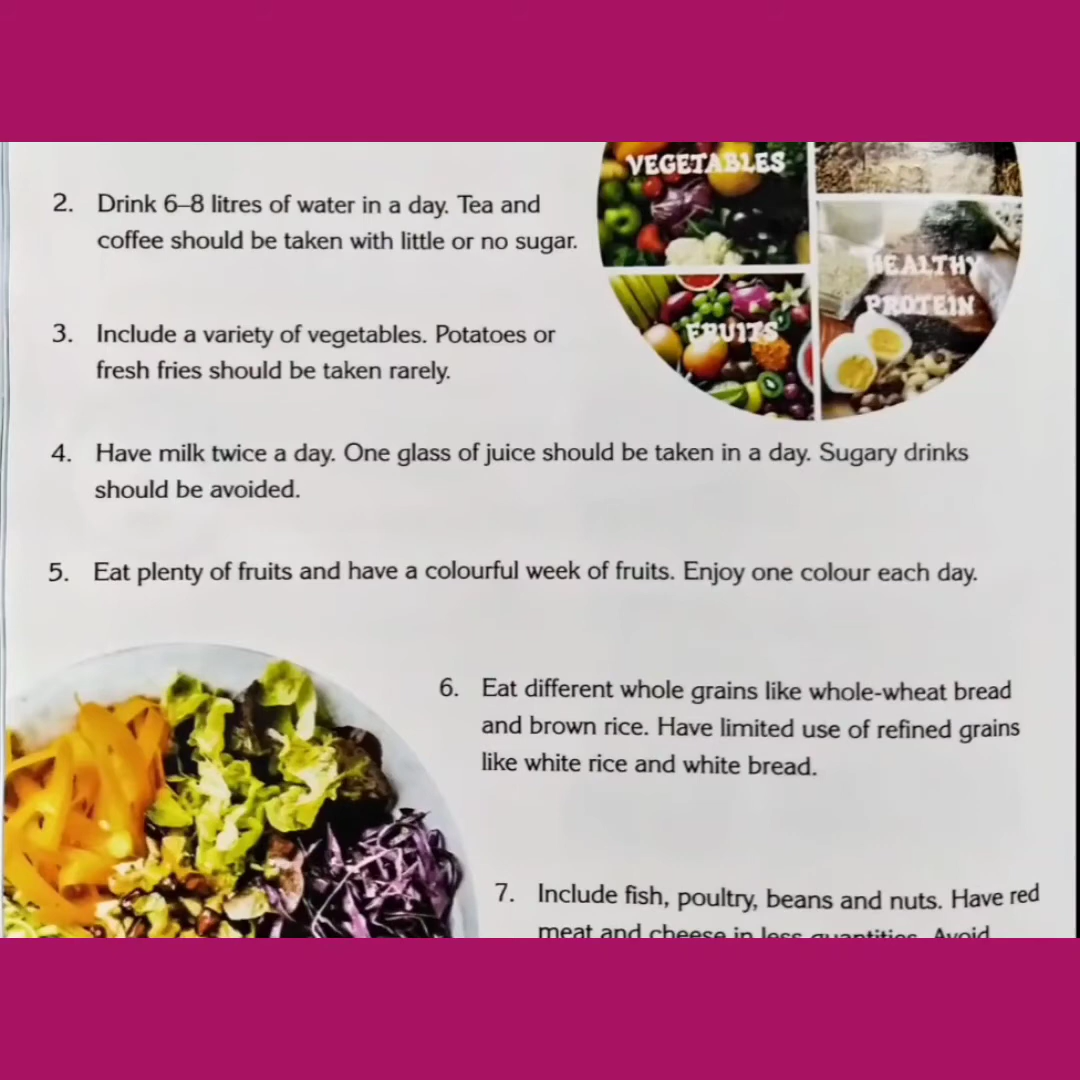 VEGETABLES
HEALTHY
PROTEIN
FRUITS
2. Drink 6–8 litres of water in a day. Tea and
coffee should be taken with little or no sugar.
3. Include a variety of vegetables. Potatoes or
fresh fries should be taken rarely.
4. Have milk twice a day. One glass of juice should be taken in a day. Sugary drinks
should be avoided.
5. Eat plenty of fruits and have a colourful week of fruits. Enjoy one colour each day.
6. Eat different whole grains like whole-wheat bread
and brown rice. Have limited use of refined grains
like white rice and white bread.
7. Include fish, poultry, beans and nuts. Have red
meat and cheese in less quantities. Avoid